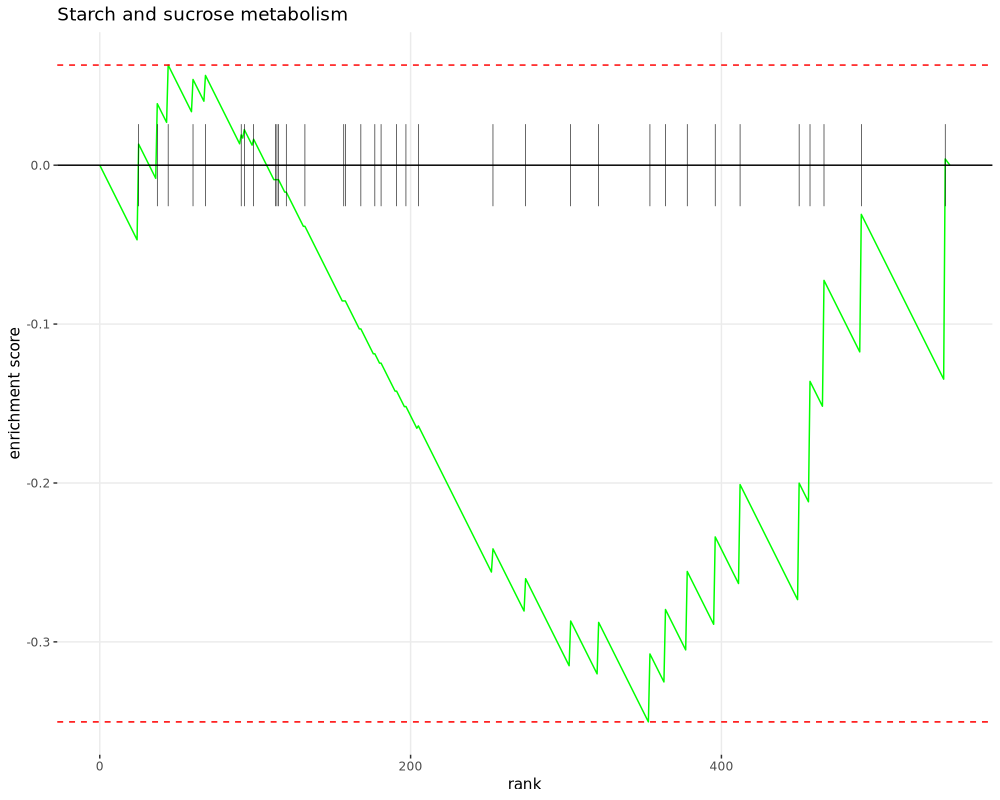 Starch and sucrose metabolism
0.0
-0.1
-0.2
-0.3
enrichment score
0 200 400
rank